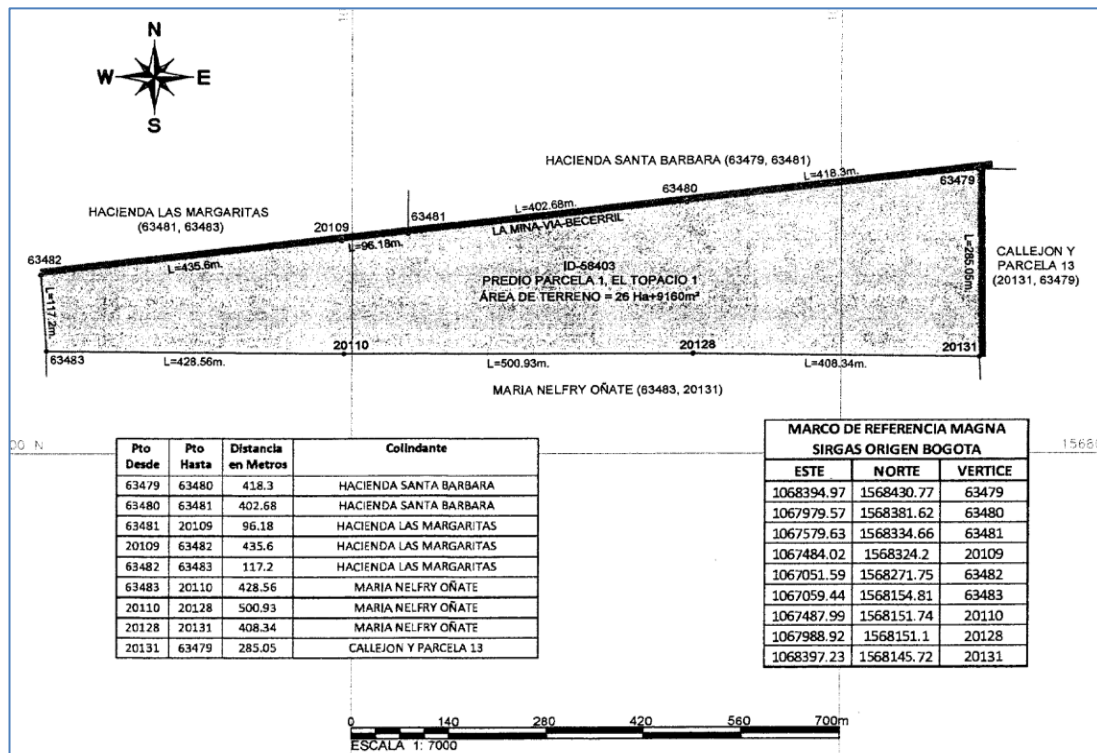 N
W E
S
HACIENDA SANTA BARBARA (63479, 63481)
L=418.3m.
63479
63480
L=402.68m.
HACIENDA LAS MARGARITAS
(63481, 63483)
63481
20109
LA MINA-VIA-BECERRIL
L=96.18m.
63482
L=435.6m.
L=117.2m
ID-58403
PREDIO PARCELA 1, EL TOPACIO 1
ÁREA DE TERRENO = 26 Ha+9160m²
L=285.05m.
CALLEJON Y
PARCELA 13
(20131, 63479)
63483
20110
20128
20131
L=428.56m.
L=500.93m.
L=408.34m.
MARIA NELFRY OÑATE (63483, 20131)
00 N
15680
Pto Desde Pto Hasta Distancia en Metros Colindante
63479 63480 418.3 HACIENDA SANTA BARBARA
63480 63481 402.68 HACIENDA SANTA BARBARA
63481 20109 96.18 HACIENDA LAS MARGARITAS
20109 63482 435.6 HACIENDA LAS MARGARITAS
63482 63483 117.2 HACIENDA LAS MARGARITAS
63483 20110 428.56 MARIA NELFRY OÑATE
20110 20128 500.93 MARIA NELFRY OÑATE
20128 20131 408.34 MARIA NELFRY OÑATE
20131 63479 285.05 CALLEJON Y PARCELA 13
MARCO DE REFERENCIA MAGNA
SIRGAS ORIGEN BOGOTA
ESTE NORTE VERTICE
1068394.97 1568430.77 63479
1067979.57 1568381.62 63480
1067579.63 1568334.66 63481
1067484.02 1568324.2 20109
1067051.59 1568271.75 63482
1067059.44 1568154.81 63483
1067487.99 1568151.74 20110
1067988.92 1568151.1 20128
1068397.23 1568145.72 20131
0 140 280 420 560 700m
ESCALA 1: 7000